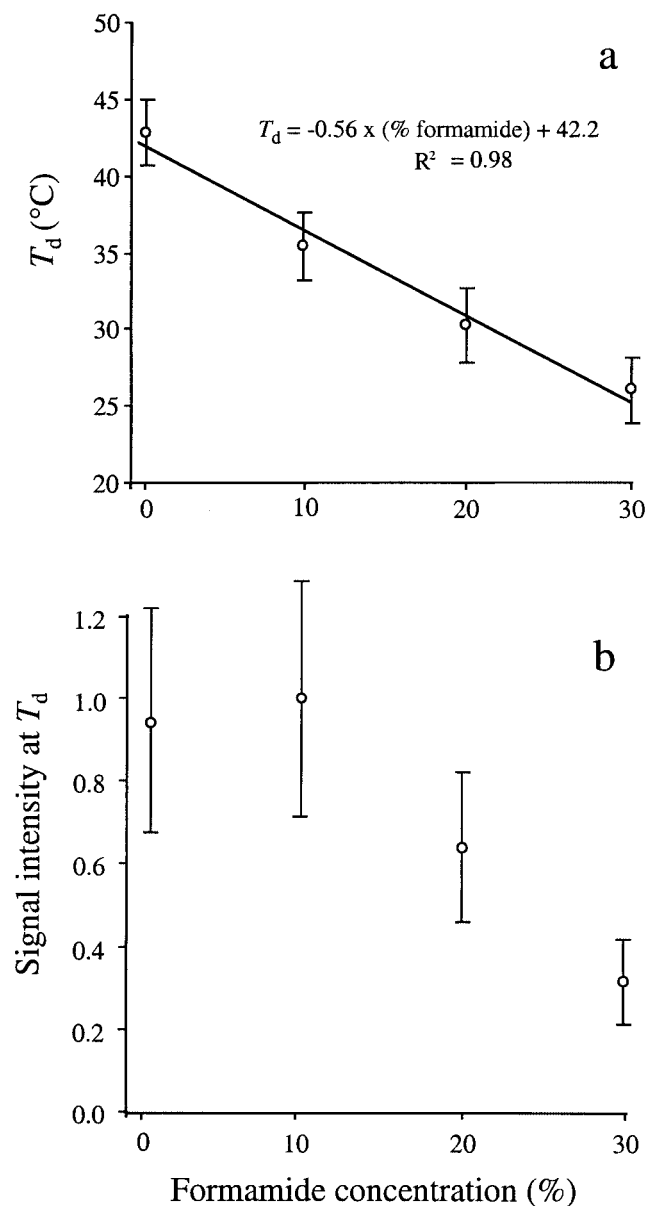 a
50
45
40
35
30
25
20
T_d (°C)
T_d = -0.56 x (% formamide) + 42.2
R² = 0.98
0 10 20 30
b
1.2
1.0
0.8
0.6
0.4
0.2
0.0
Signal intensity at T_d
0 10 20 30
Formamide concentration (%)